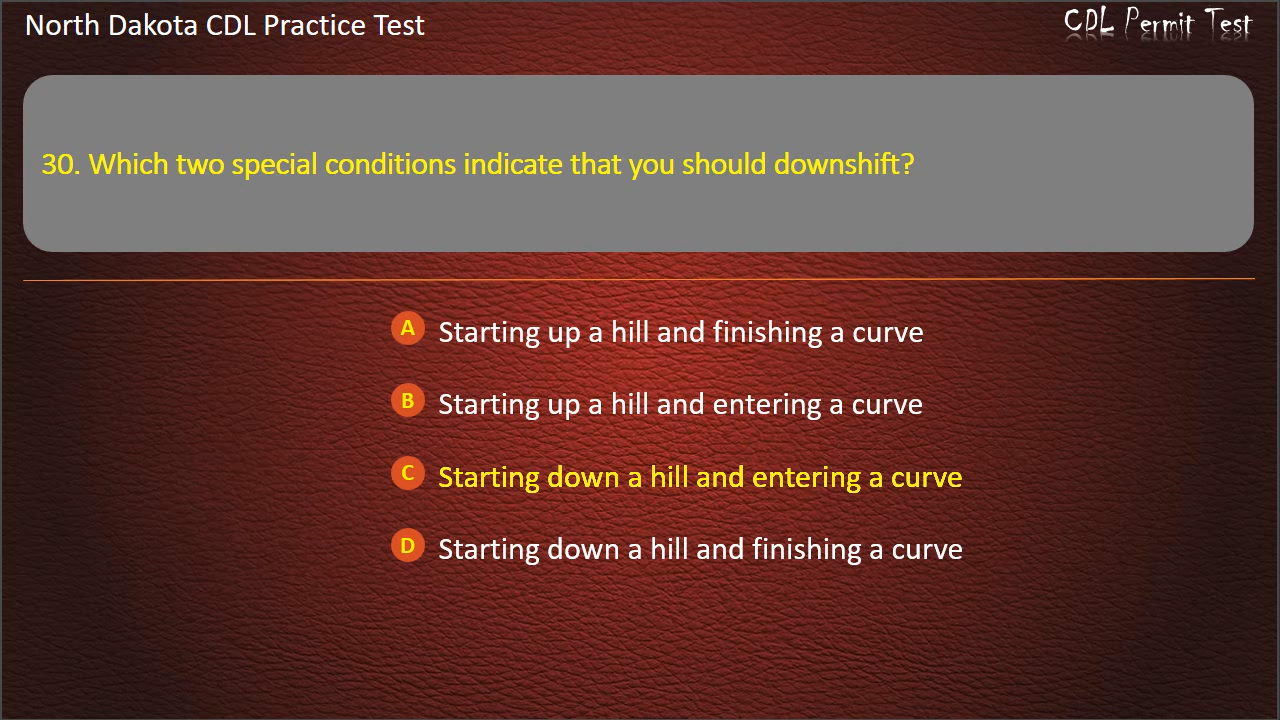 North Dakota CDL Practice Test
CDL Permit Test
30. Which two special conditions indicate that you should downshift?
A Starting up a hill and finishing a curve
B Starting up a hill and entering a curve
C Starting down a hill and entering a curve
D Starting down a hill and finishing a curve